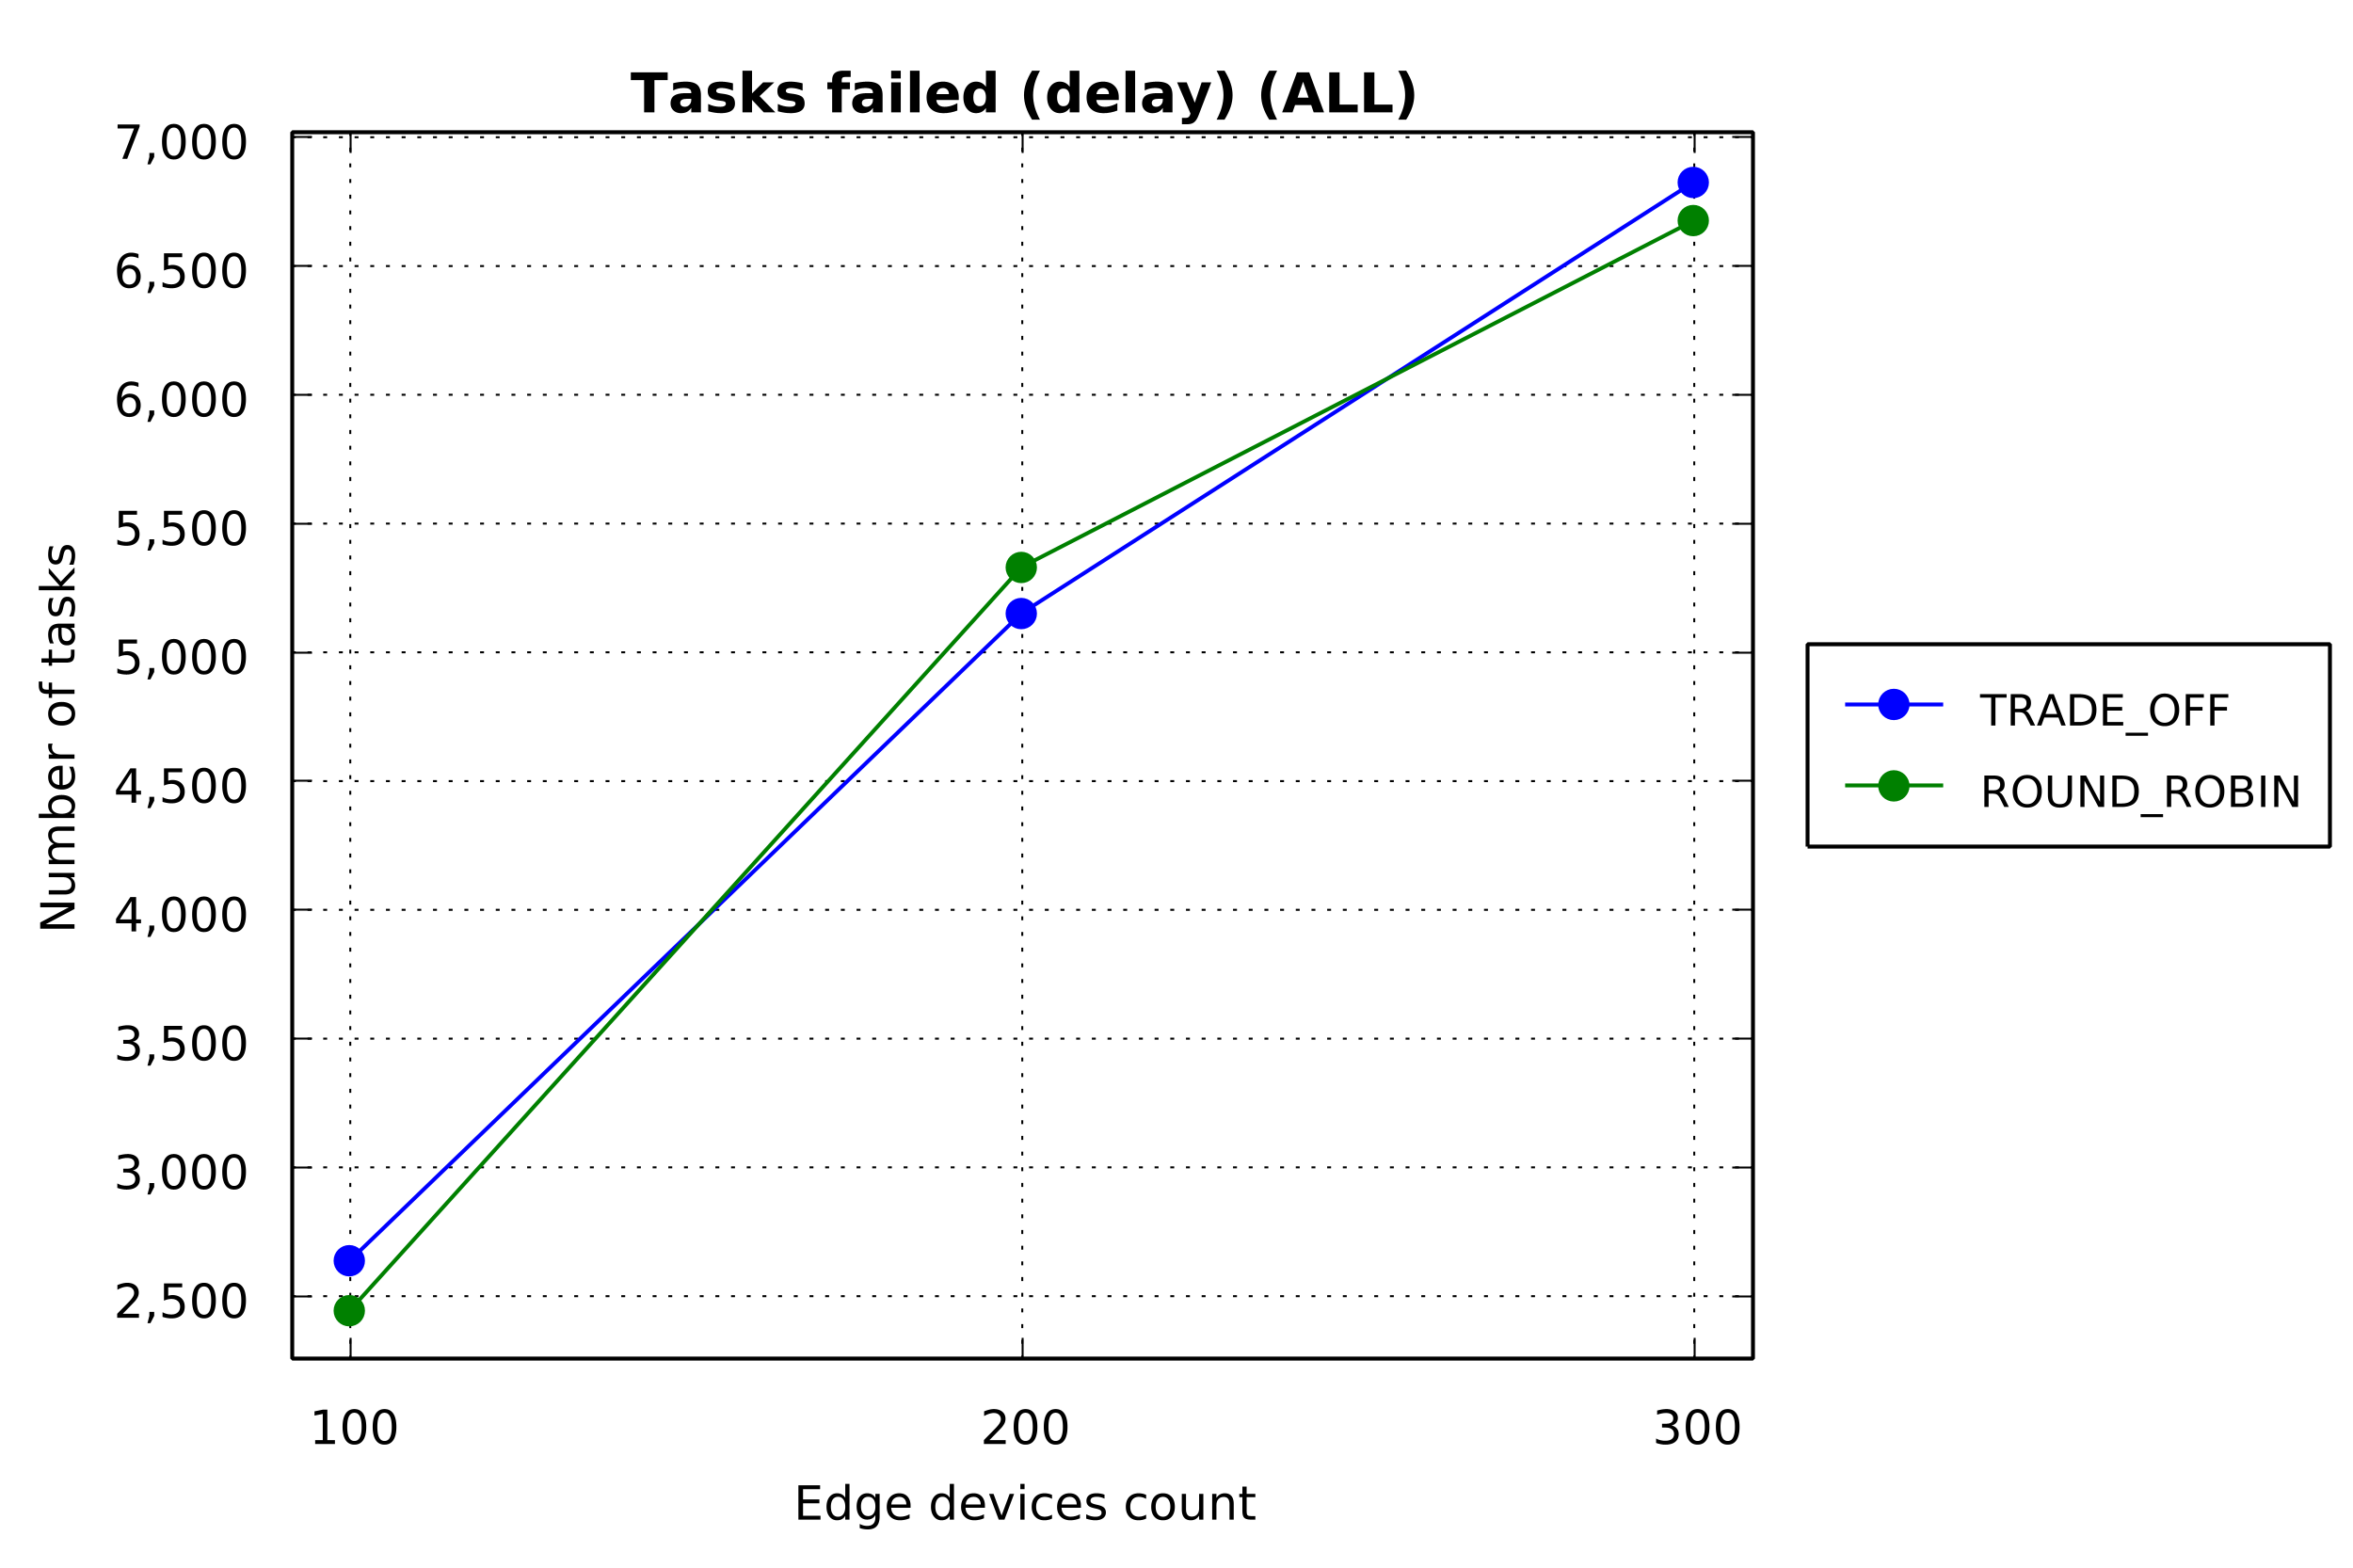 Tasks failed (delay) (ALL)
7,000
6,500
6,000
5,500
5,000
4,500
4,000
3,500
3,000
2,500
Number of tasks
100
200
300
Edge devices count
TRADE_OFF
ROUND_ROBIN